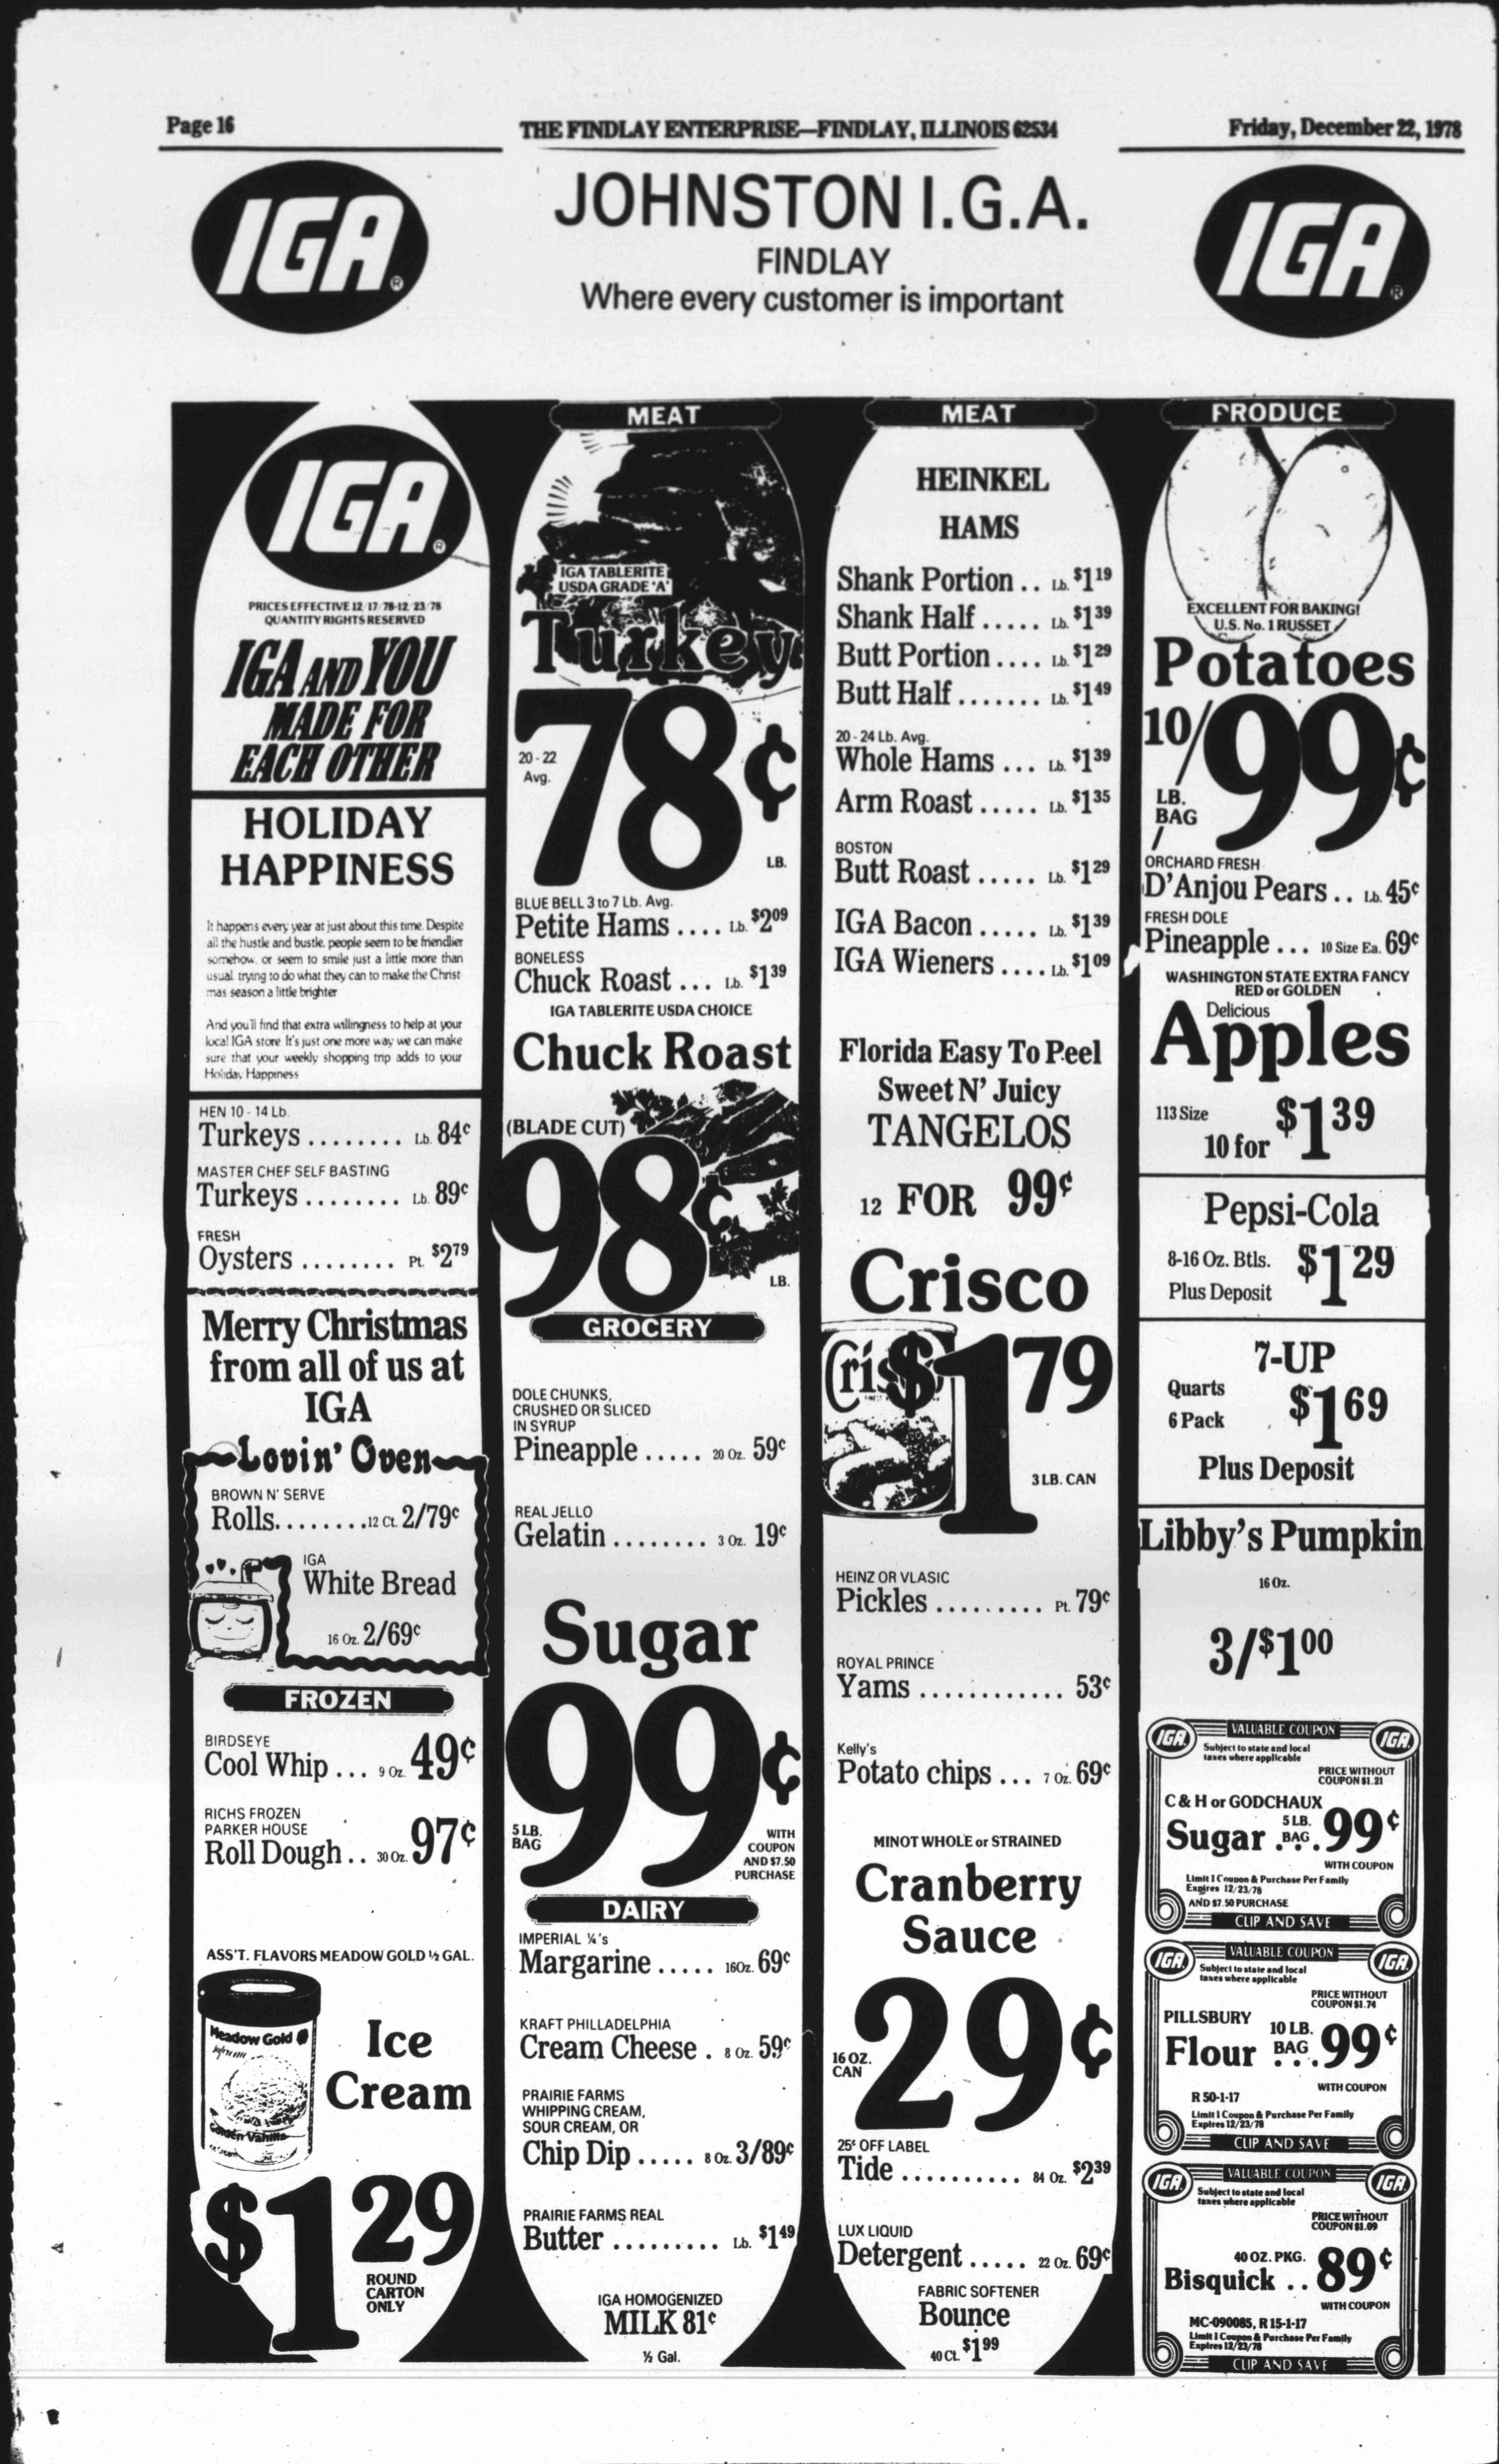 Page 16
THE FINDLAY ENTERPRISE—FINDLAY, ILLINOIS 62534
Friday, December 22, 1978
IGA®
JOHNSTON I.G.A.
FINDLAY
Where every customer is important
IGA®
IGA®
PRICES EFFECTIVE 12/17/78-12/23/78
QUANTITY RIGHTS RESERVED
IGA AND YOU
MADE FOR
EACH OTHER
HOLIDAY
HAPPINESS
It happens every year at just about this time. Despite
all the hustle and bustle, people seem to be friendlier
somehow, or seem to smile just a little more than
usual, trying to do what they can to make the Christ
mas season a little brighter
And you'll find that extra willingness to help at your
local IGA store It's just one more way we can make
sure that your weekly shopping trip adds to your
Holiday Happiness
HEN 10 - 14 Lb.
Turkeys ........ Lb. 84¢
MASTER CHEF SELF BASTING
Turkeys ........ Lb. 89¢
FRESH
Oysters ........ Pt. $2 79
Merry Christmas
from all of us at
IGA
Lovin' Oven
BROWN N' SERVE
Rolls........12 Ct. 2/79¢
IGA
White Bread
16 Oz. 2/69¢
FROZEN
BIRDSEYE
Cool Whip ... 9 Oz. 49¢
RICHS FROZEN
PARKER HOUSE
Roll Dough .. 30 Oz. 97¢
ASS'T. FLAVORS MEADOW GOLD ½ GAL.
Meadow Gold
Golden Vanilla
Ice
Cream
$1 29
ROUND
CARTON
ONLY
MEAT
IGA TABLERITE
USDA GRADE 'A'
Turkey
20 - 22
Avg.
78¢
LB.
BLUE BELL 3 to 7 Lb. Avg.
Petite Hams .... Lb. $2 09
BONELESS
Chuck Roast ... Lb. $1 39
IGA TABLERITE USDA CHOICE
Chuck Roast
(BLADE CUT)
98¢
LB.
GROCERY
DOLE CHUNKS,
CRUSHED OR SLICED
IN SYRUP
Pineapple ..... 20 Oz. 59¢
REAL JELLO
Gelatin ........ 3 Oz. 19¢
Sugar
99¢
5 LB.
BAG
WITH
COUPON
AND $7.50
PURCHASE
DAIRY
IMPERIAL ¼'s
Margarine ..... 16Oz. 69¢
KRAFT PHILLADELPHIA
Cream Cheese . 8 Oz. 59¢
PRAIRIE FARMS
WHIPPING CREAM,
SOUR CREAM, OR
Chip Dip ..... 8 Oz. 3/89¢
PRAIRIE FARMS REAL
Butter ......... Lb. $1 49
IGA HOMOGENIZED
MILK 81¢
½ Gal.
MEAT
HEINKEL
HAMS
Shank Portion .. Lb. $1 19
Shank Half ..... Lb. $1 39
Butt Portion .... Lb. $1 29
Butt Half ....... Lb. $1 49
20 - 24 Lb. Avg.
Whole Hams ... Lb. $1 39
Arm Roast ..... Lb. $1 35
BOSTON
Butt Roast ..... Lb. $1 29
IGA Bacon ..... Lb. $1 39
IGA Wieners .... Lb. $1 09
Florida Easy To Peel
Sweet N' Juicy
TANGELOS
12 FOR 99¢
Crisco
$1 79
3 LB. CAN
HEINZ OR VLASIC
Pickles ......... Pt. 79¢
ROYAL PRINCE
Yams ............ 53¢
Kelly's
Potato chips ... 7 Oz. 69¢
MINOT WHOLE or STRAINED
Cranberry
Sauce
29¢
16 OZ.
CAN
25¢ OFF LABEL
Tide .......... 84 Oz. $2 39
LUX LIQUID
Detergent ..... 22 Oz. 69¢
FABRIC SOFTENER
Bounce
40 Ct. $1 99
PRODUCE
EXCELLENT FOR BAKING!
U.S. No. 1 RUSSET
Potatoes
10/ 99¢
LB.
BAG
ORCHARD FRESH
D'Anjou Pears .. Lb. 45¢
FRESH DOLE
Pineapple ... 10 Size Ea. 69¢
WASHINGTON STATE EXTRA FANCY
RED or GOLDEN
Delicious
Apples
113 Size
10 for $1 39
Pepsi-Cola
8-16 Oz. Btls. $1 29
Plus Deposit
7-UP
Quarts
6 Pack $1 69
Plus Deposit
Libby's Pumpkin
16 Oz.
3/$1 00
IGA VALUABLE COUPON IGA
Subject to state and local
taxes where applicable
PRICE WITHOUT
COUPON $1.21
C & H or GODCHAUX
Sugar 5 LB. BAG 99¢
WITH COUPON
Limit 1 Coupon & Purchase Per Family
Expires 12/23/78
AND $7.50 PURCHASE
CLIP AND SAVE
IGA VALUABLE COUPON IGA
Subject to state and local
taxes where applicable
PRICE WITHOUT
COUPON $1.74
PILLSBURY
Flour 10 LB. BAG 99¢
WITH COUPON
R 50-1-17
Limit 1 Coupon & Purchase Per Family
Expires 12/23/78
CLIP AND SAVE
IGA VALUABLE COUPON IGA
Subject to state and local
taxes where applicable
PRICE WITHOUT
COUPON $1.09
40 OZ. PKG.
Bisquick .. 89¢
WITH COUPON
MC-090085, R 15-1-17
Limit 1 Coupon & Purchase Per Family
Expires 12/23/78
CLIP AND SAVE